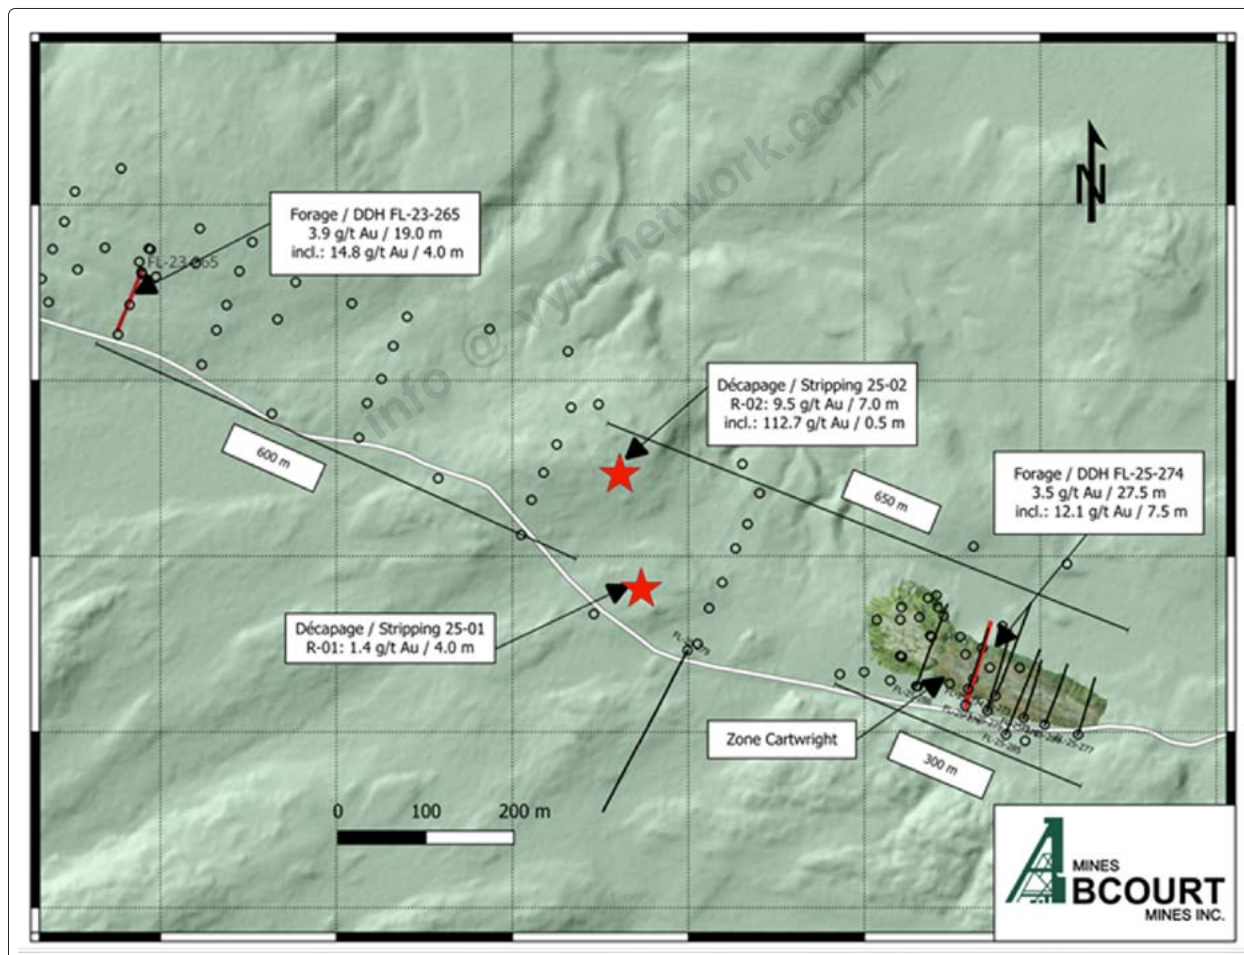 info @ vyrenetwork.com
N
Forage / DDH FL-23-265
3.9 g/t Au / 19.0 m
incl.: 14.8 g/t Au / 4.0 m
FL-23-265
Décapage / Stripping 25-02
R-02: 9.5 g/t Au / 7.0 m
incl.: 112.7 g/t Au / 0.5 m
600 m
650 m
Forage / DDH FL-25-274
3.5 g/t Au / 27.5 m
incl.: 12.1 g/t Au / 7.5 m
Décapage / Stripping 25-01
R-01: 1.4 g/t Au / 4.0 m
Zone Cartwright
FL-25-285
300 m
0 100 200 m
MINES
ABCOURT
MINES INC.